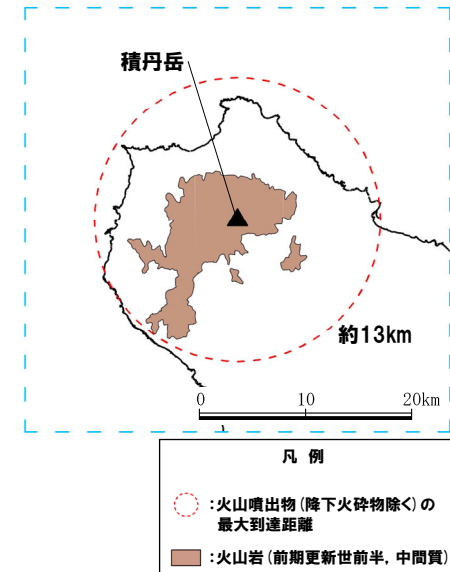 積丹岳
約13km
0 10 20km
凡 例
:火山噴出物(降下火砕物除く)の
最大到達距離
:火山岩(前期更新世前半, 中間質)